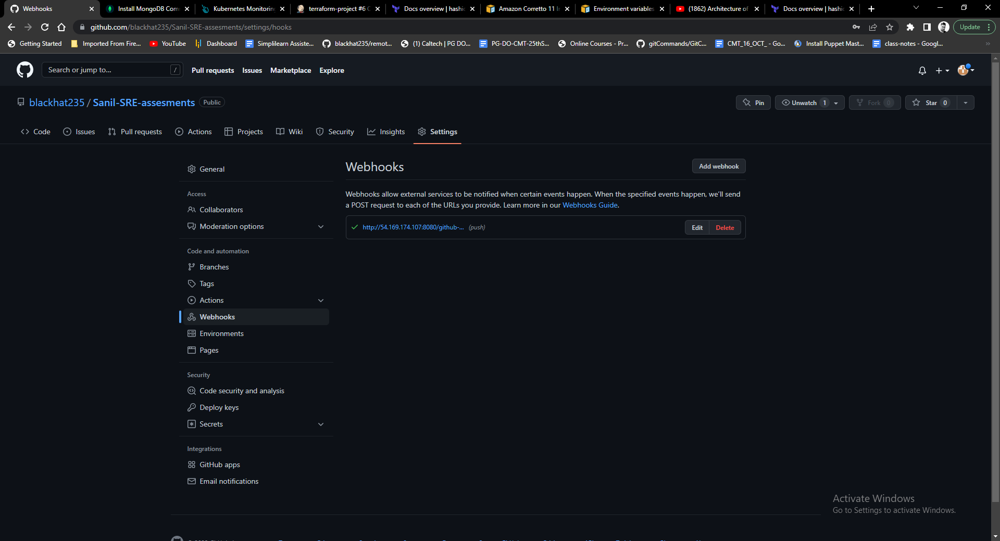 Webhooks
Install MongoDB Com
Kubernetes Monitorin
terraform-project #6 C
Docs overview | hashic
Amazon Corretto 11 I
Environment variables
(1862) Architecture of
Docs overview | hashic
github.com/blackhat235/Sanil-SRE-assesments/settings/hooks
Update
Getting Started
Imported From Fire...
YouTube
Dashboard
Simplilearn Assiste...
blackhat235/remot...
(1) Caltech | PG DO...
PG-DO-CMT-25thS...
Online Courses - Pr...
gitCommands/GitC...
CMT_16_OCT_ - Go...
Install Puppet Mast...
class-notes - Googl...
»
Search or jump to...
/
Pull requests
Issues
Marketplace
Explore
blackhat235 / Sanil-SRE-assesments
Public
Pin
Unwatch 1
Fork 0
Star 0
Code
Issues
Pull requests
Actions
Projects
Wiki
Security
Insights
Settings
General
Access
Collaborators
Moderation options
Code and automation
Branches
Tags
Actions
Webhooks
Environments
Pages
Security
Code security and analysis
Deploy keys
Secrets
Integrations
GitHub apps
Email notifications
Webhooks
Add webhook
Webhooks allow external services to be notified when certain events happen. When the specified events happen, we'll send
a POST request to each of the URLs you provide. Learn more in our Webhooks Guide.
http://54.169.174.107:8080/github-... (push)
Edit
Delete
Activate Windows
Go to Settings to activate Windows.